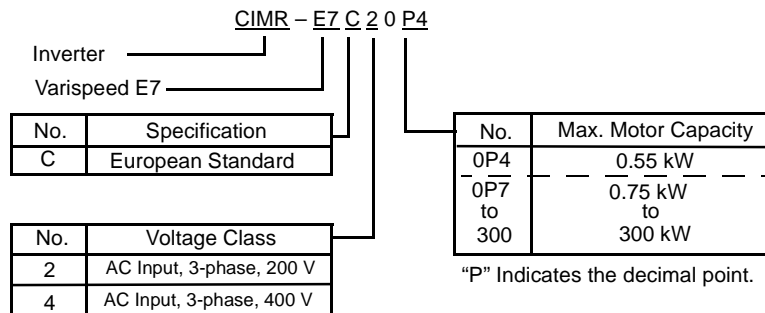 CIMR – E7 C 2 0 P4
Inverter
Varispeed E7
No. Specification
C European Standard
No. Voltage Class
2 AC Input, 3-phase, 200 V
4 AC Input, 3-phase, 400 V
No. Max. Motor Capacity
0P4 0.55 kW
0P7 0.75 kW
to to
300 300 kW
“P” Indicates the decimal point.